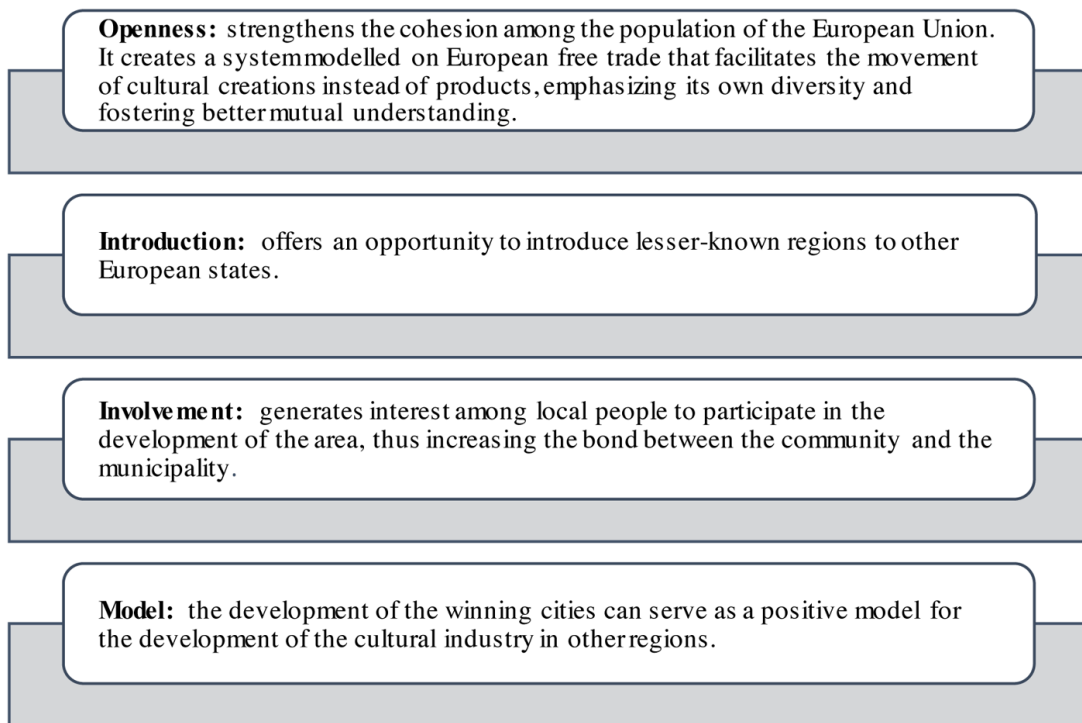 Openness: strengthens the cohesion among the population of the European Union.
It creates a system modelled on European free trade that facilitates the movement
of cultural creations instead of products, emphasizing its own diversity and
fostering better mutual understanding.
Introduction: offers an opportunity to introduce lesser-known regions to other
European states.
Involvement: generates interest among local people to participate in the
development of the area, thus increasing the bond between the community and the
municipality.
Model: the development of the winning cities can serve as a positive model for
the development of the cultural industry in other regions.